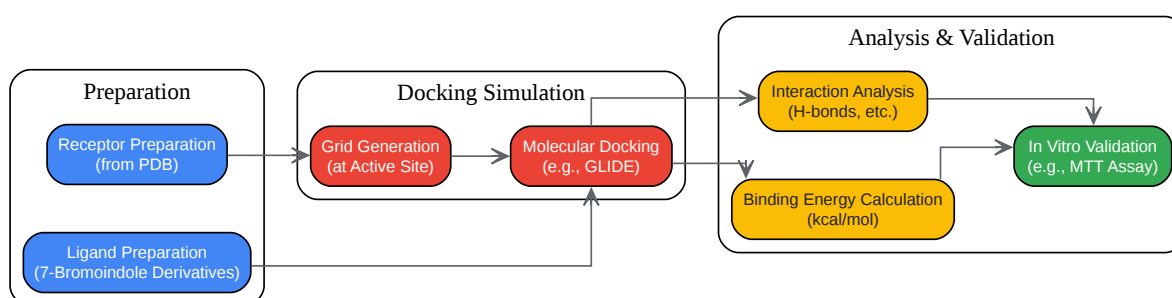 Preparation
Receptor Preparation
(from PDB)
Ligand Preparation
(7-Bromoindole Derivatives)
Docking Simulation
Grid Generation
(at Active Site)
Molecular Docking
(e.g., GLIDE)
Analysis & Validation
Interaction Analysis
(H-bonds, etc.)
Binding Energy Calculation
(kcal/mol)
In Vitro Validation
(e.g., MTT Assay)